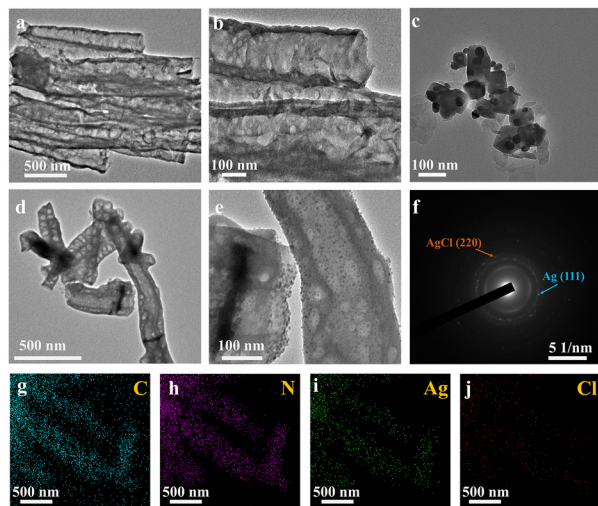 a
500 nm
b
100 nm
c
100 nm
d
500 nm
e
100 nm
f
AgCl (220)
Ag (111)
5 1/nm
g
C
500 nm
h
N
500 nm
i
Ag
500 nm
j
Cl
500 nm